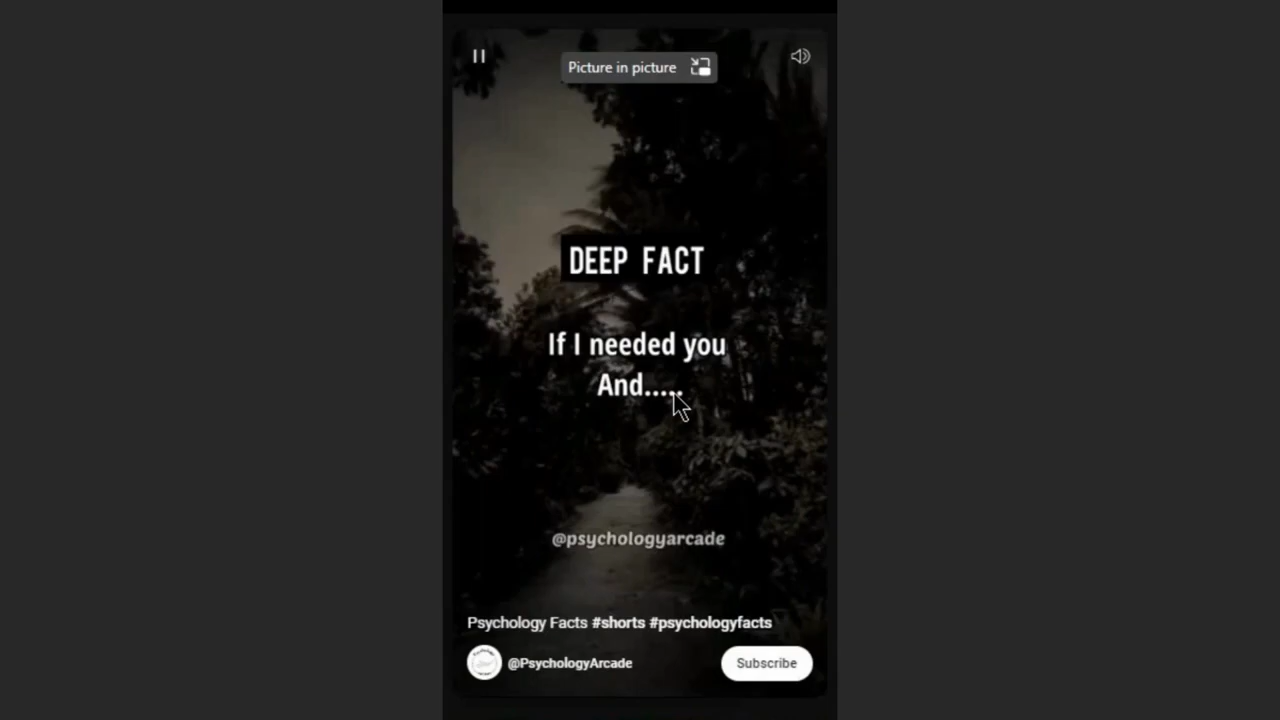 Picture in picture
DEEP FACT
If I needed you
And.....
@psychologyarcade
Psychology Facts #shorts #psychologyfacts
@PsychologyArcade
Subscribe